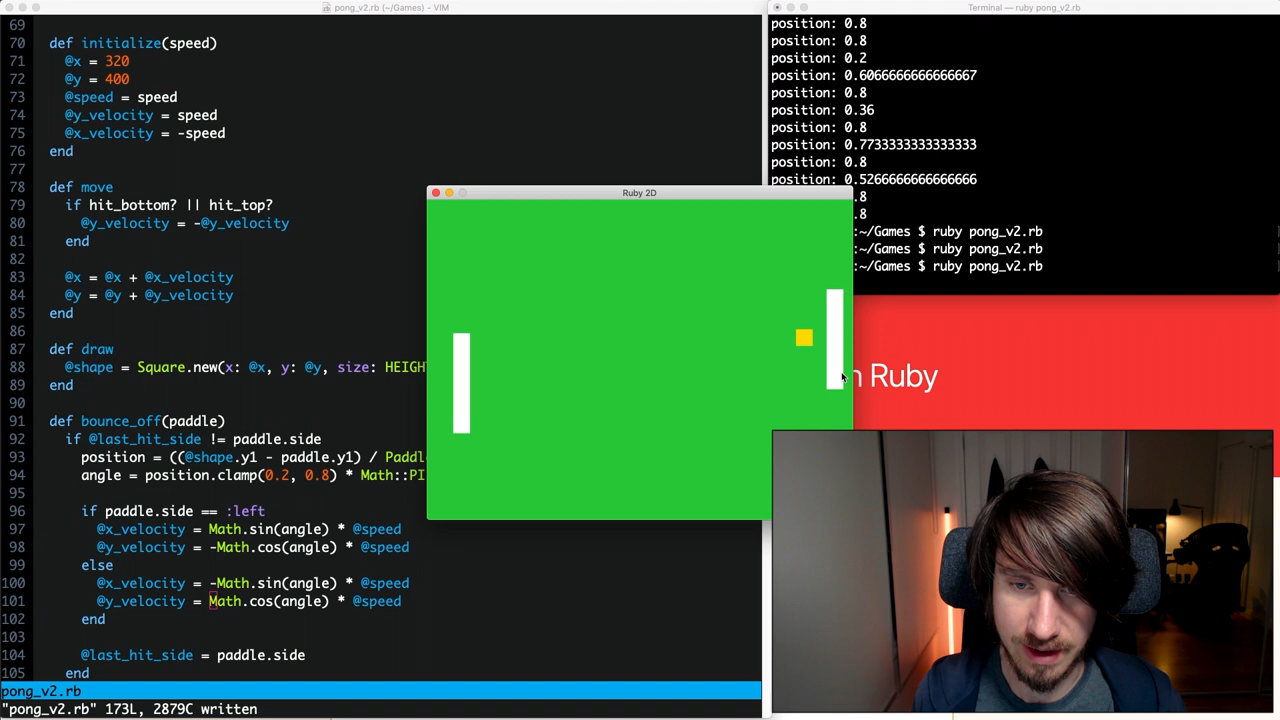 pong_v2.rb (~/Games) - VIM
69
70 def initialize(speed)
71 @x = 320
72 @y = 400
73 @speed = speed
74 @y_velocity = speed
75 @x_velocity = -speed
76 end
77
78 def move
79 if hit_bottom? || hit_top?
80 @y_velocity = -@y_velocity
81 end
82
83 @x = @x + @x_velocity
84 @y = @y + @y_velocity
85 end
86
87 def draw
88 @shape = Square.new(x: @x, y: @y, size: HEIGH
89 end
90
91 def bounce_off(paddle)
92 if @last_hit_side != paddle.side
93 position = ((@shape.y1 - paddle.y1) / Paddl
94 angle = position.clamp(0.2, 0.8) * Math::PI
95
96 if paddle.side == :left
97 @x_velocity = Math.sin(angle) * @speed
98 @y_velocity = -Math.cos(angle) * @speed
99 else
100 @x_velocity = -Math.sin(angle) * @speed
101 @y_velocity = Math.cos(angle) * @speed
102 end
103
104 @last_hit_side = paddle.side
105 end
pong_v2.rb
"pong_v2.rb" 173L, 2879C written
Ruby 2D
Terminal — ruby pong_v2.rb
position: 0.8
position: 0.8
position: 0.2
position: 0.6066666666666667
position: 0.8
position: 0.36
position: 0.8
position: 0.7733333333333333
position: 0.8
position: 0.5266666666666666
.8
.8
:~/Games $ ruby pong_v2.rb
:~/Games $ ruby pong_v2.rb
:~/Games $ ruby pong_v2.rb
n Ruby